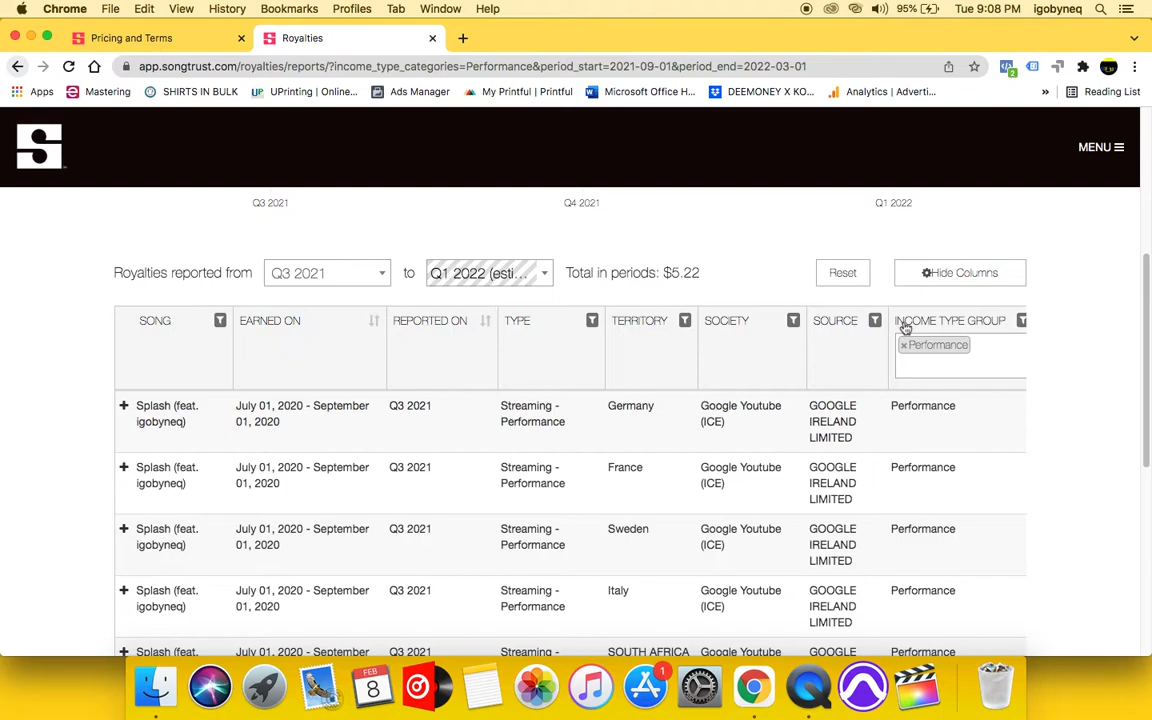 Chrome File Edit View History Bookmarks Profiles Tab Window Help 95% Tue 9:08 PM igobyneq
Pricing and Terms × Royalties × +
app.songtrust.com/royalties/reports/?income_type_categories=Performance&period_start=2021-09-01&period_end=2022-03-01 2
Apps Mastering SHIRTS IN BULK UPrinting | Online... Ads Manager My Printful | Printful Microsoft Office H... DEEMONEY X KO... Analytics | Adverti... » Reading List
MENU
Q3 2021 Q4 2021 Q1 2022
Royalties reported from Q3 2021 to Q1 2022 (esti... Total in periods: $5.22 Reset Hide Columns
SONG EARNED ON REPORTED ON TYPE TERRITORY SOCIETY SOURCE INCOME TYPE GROUP
× Performance
+ Splash (feat. July 01, 2020 - September Q3 2021 Streaming - Germany Google Youtube GOOGLE Performance
igobyneq) 01, 2020 Performance (ICE) IRELAND
LIMITED
+ Splash (feat. July 01, 2020 - September Q3 2021 Streaming - France Google Youtube GOOGLE Performance
igobyneq) 01, 2020 Performance (ICE) IRELAND
LIMITED
+ Splash (feat. July 01, 2020 - September Q3 2021 Streaming - Sweden Google Youtube GOOGLE Performance
igobyneq) 01, 2020 Performance (ICE) IRELAND
LIMITED
+ Splash (feat. July 01, 2020 - September Q3 2021 Streaming - Italy Google Youtube GOOGLE Performance
igobyneq) 01, 2020 Performance (ICE) IRELAND
LIMITED
+ Splash (feat. July 01, 2020 - September Q3 2021 Streaming - SOUTH AFRICA Google Youtube GOOGLE Performance
FEB
8
1